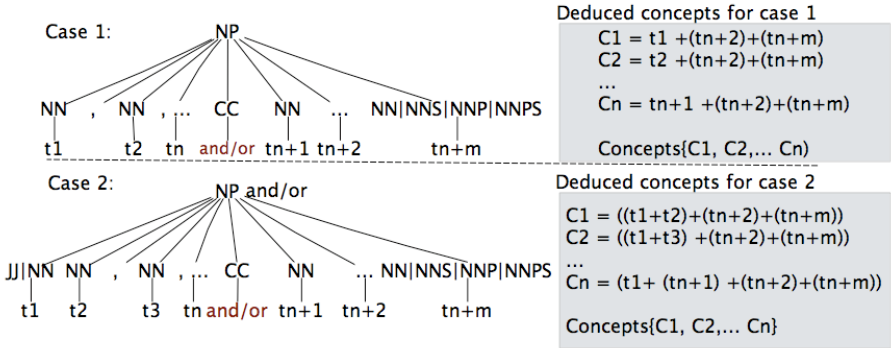 Case 1:
NP
NN , NN , ... CC NN ... NN|NNS|NNP|NNPS
t1 t2 tn and/or tn+1 tn+2 tn+m
Deduced concepts for case 1
C1 = t1 +(tn+2)+(tn+m)
C2 = t2 +(tn+2)+(tn+m)
...
Cn = tn+1 +(tn+2)+(tn+m)
Concepts{C1, C2,... Cn)
Case 2:
NP and/or
JJ|NN NN , NN , ... CC NN ... NN|NNS|NNP|NNPS
t1 t2 t3 tn and/or tn+1 tn+2 tn+m
Deduced concepts for case 2
C1 = ((t1+t2)+(tn+2)+(tn+m))
C2 = ((t1+t3) +(tn+2)+(tn+m))
...
Cn = (t1+ (tn+1) +(tn+2)+(tn+m))
Concepts{C1, C2,... Cn}